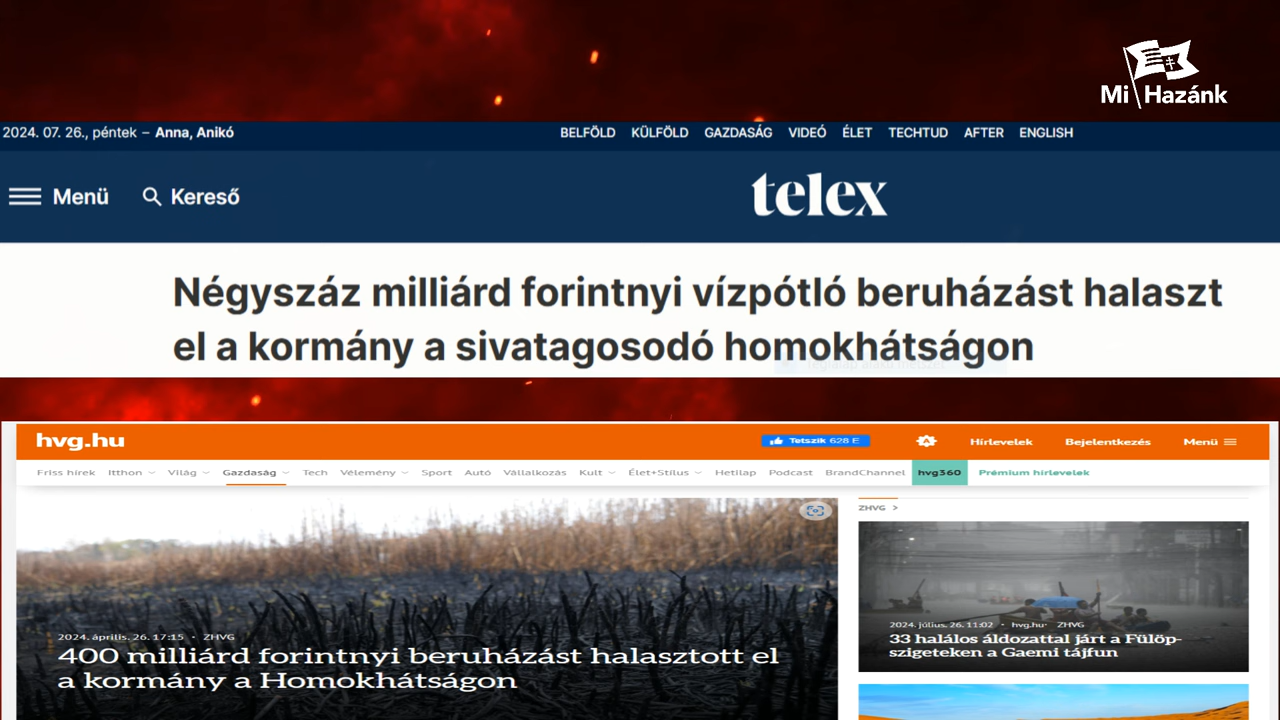 Mi Hazánk
2024. 07. 26., péntek – Anna, Anikó
BELFÖLD KÜLFÖLD GAZDASÁG VIDEÓ ÉLET TECHTUD AFTER ENGLISH
Menü Kereső
telex
Négyszáz milliárd forintnyi vízpótló beruházást halaszt
el a kormány a sivatagosodó homokhátságon
hvg.hu
Tetszik 628 E
Hírlevelek Bejelentkezés Menü
Friss hírek Itthon Világ Gazdaság Tech Vélemény Sport Autó Vállalkozás Kult Élet+Stílus Hetilap Podcast BrandChannel hvg360 Prémium hírlevelek
2024. április. 26. 17:15 • ZHVG
400 milliárd forintnyi beruházást halasztott el
a kormány a Homokhátságon
ZHVG >
2024. július. 26. 11:02 • hvg.hu • ZHVG
33 halálos áldozattal járt a Fülöp-
szigeteken a Gaemi tájfun